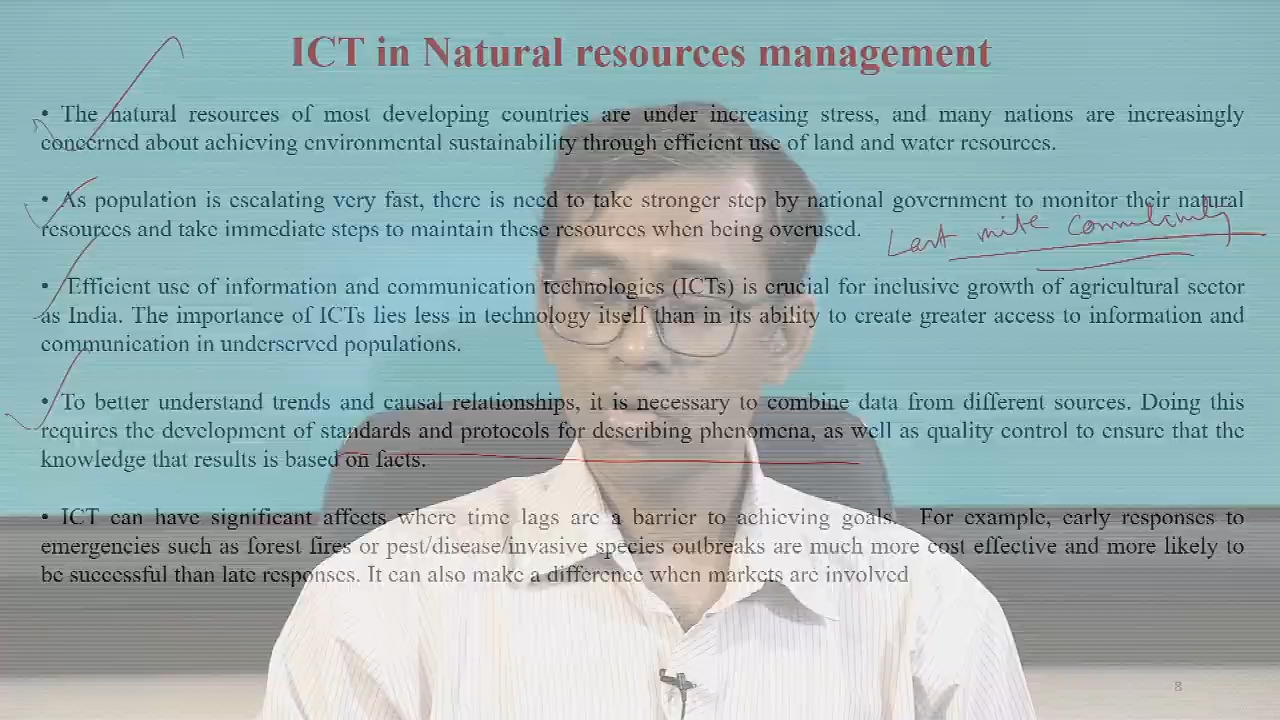 ICT in Natural resources management
• The natural resources of most developing countries are under increasing stress, and many nations are increasingly
concerned about achieving environmental sustainability through efficient use of land and water resources.
• As population is escalating very fast, there is need to take stronger step by national government to monitor their natural
resources and take immediate steps to maintain these resources when being overused.
Last mile
• Efficient use of information and communication technologies (ICTs) is crucial for inclusive growth of agricultural sector
as India. The importance of ICTs lies less in technology itself than in its ability to create greater access to information and
communication in underserved populations.
• To better understand trends and causal relationships, it is necessary to combine data from different sources. Doing this
requires the development of standards and protocols for describing phenomena, as well as quality control to ensure that the
knowledge that results is based on facts.
• ICT can have significant affects where time lags are a barrier to achieving goals. For example, early responses to
emergencies such as forest fires or pest/disease/invasive species outbreaks are much more cost effective and more likely to
be successful than late responses. It can also make a difference when markets are involved
8